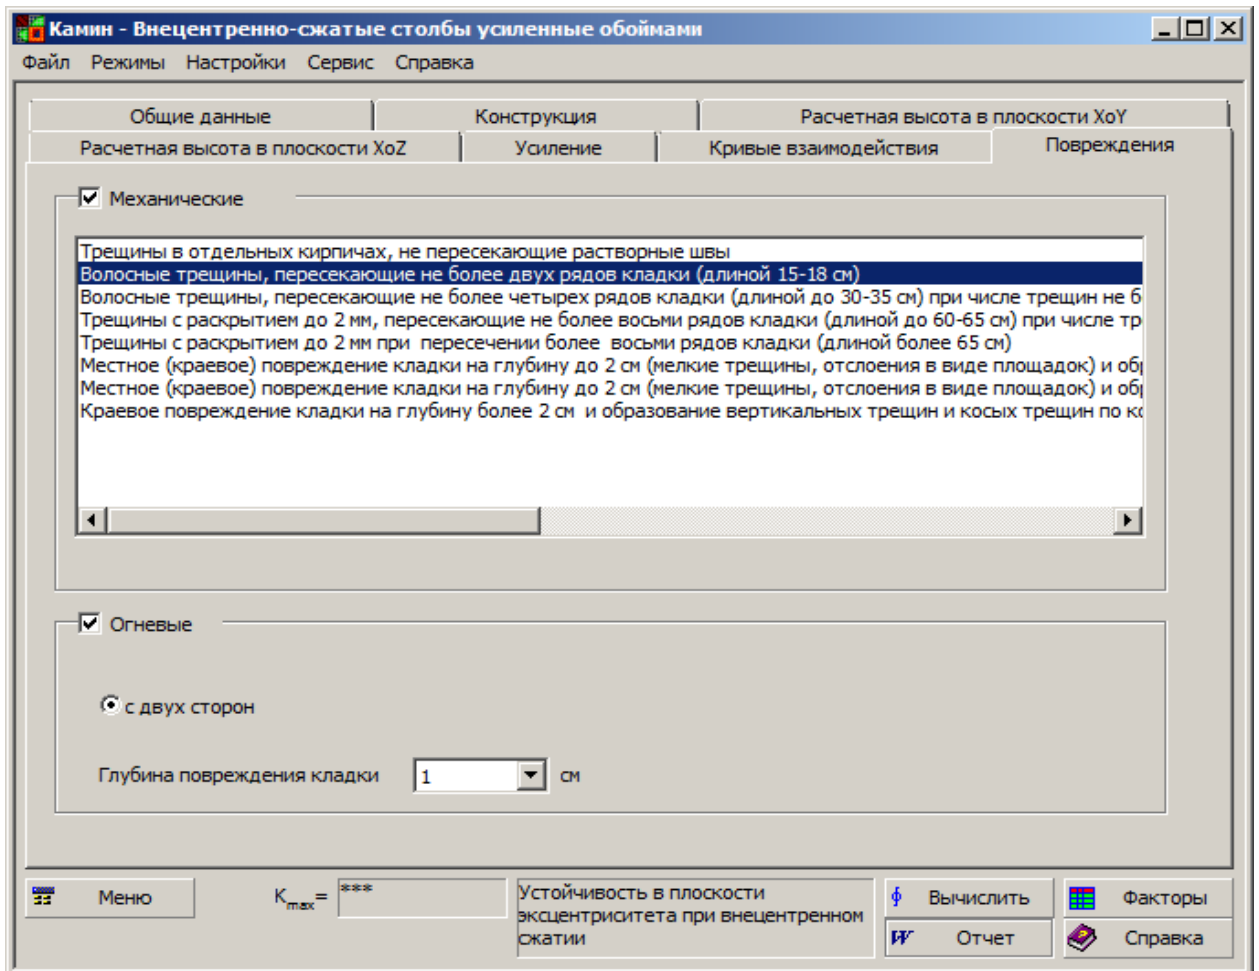 Камин - Внецентренно-сжатые столбы усиленные обоймами
Файл Режимы Настройки Сервис Справка
Общие данные Конструкция Расчетная высота в плоскости XoY
Расчетная высота в плоскости XoZ Усиление Кривые взаимодействия Повреждения
Механические
Трещины в отдельных кирпичах, не пересекающие растворные швы
Волосные трещины, пересекающие не более двух рядов кладки (длиной 15-18 см)
Волосные трещины, пересекающие не более четырех рядов кладки (длиной до 30-35 см) при числе трещин не б
Трещины с раскрытием до 2 мм, пересекающие не более восьми рядов кладки (длиной до 60-65 см) при числе тр
Трещины с раскрытием до 2 мм при пересечении более восьми рядов кладки (длиной более 65 см)
Местное (краевое) повреждение кладки на глубину до 2 см (мелкие трещины, отслоения в виде площадок) и обр
Местное (краевое) повреждение кладки на глубину до 2 см (мелкие трещины, отслоения в виде площадок) и обр
Краевое повреждение кладки на глубину более 2 см и образование вертикальных трещин и косых трещин по ко
Огневые
с двух сторон
Глубина повреждения кладки 1 см
Меню
Kmax= ***
Устойчивость в плоскости
эксцентриситета при внецентренном
сжатии
Вычислить Факторы
Отчет Справка